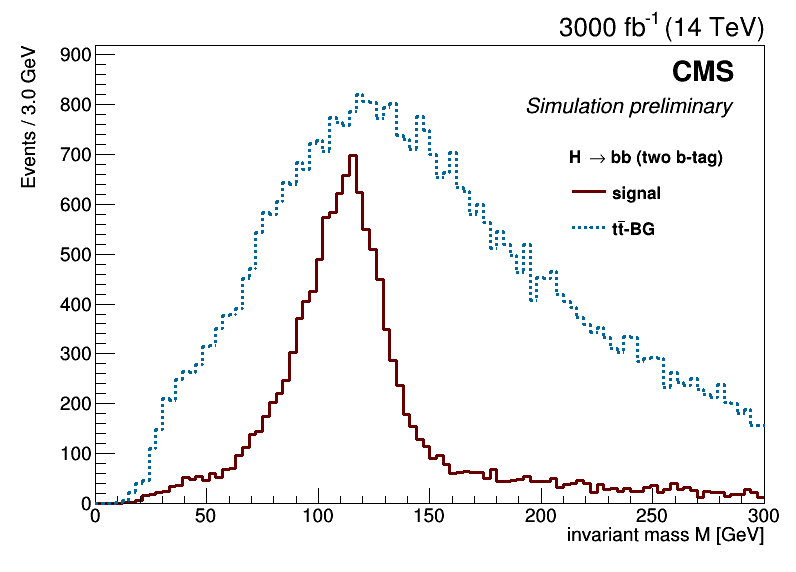 3000 fb⁻¹ (14 TeV)
Events / 3.0 GeV
900
800
700
600
500
400
300
200
100
0
CMS
Simulation preliminary
H → bb (two b-tag)
signal
tt̄-BG
0 50 100 150 200 250 300
invariant mass M [GeV]